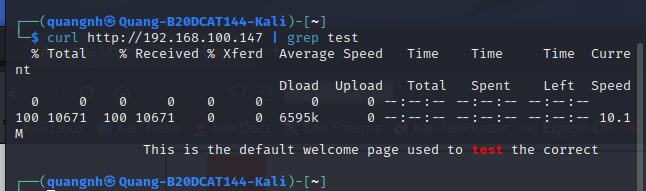 ┌──(quangnh㉿Quang-B20DCAT144-Kali)-[~]
└─$ curl http://192.168.100.147 | grep test
  % Total    % Received % Xferd  Average Speed   Time    Time     Time  Curre
nt
                                 Dload  Upload   Total   Spent    Left  Speed
  0     0    0     0    0     0      0      0 --:--:-- --:--:-- --:--:--     0
100 10671  100 10671    0     0  6595k      0 --:--:-- --:--:-- --:--:-- 10.1
M
                This is the default welcome page used to test the correct
┌──(quangnh㉿Quang-B20DCAT144-Kali)-[~]